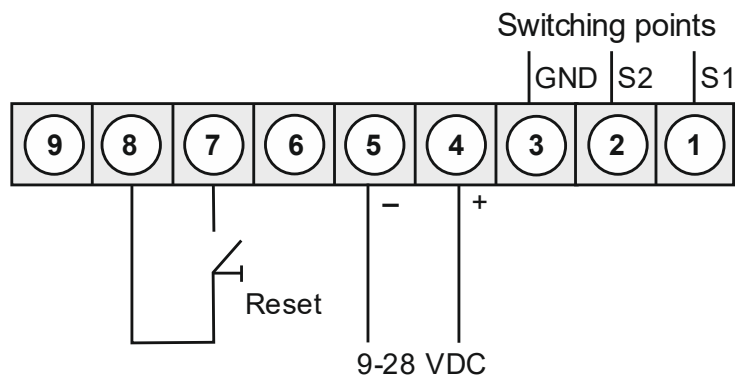 Switching points
GND S2 S1
9 8 7 6 5 4 3 2 1
– +
Reset
9-28 VDC